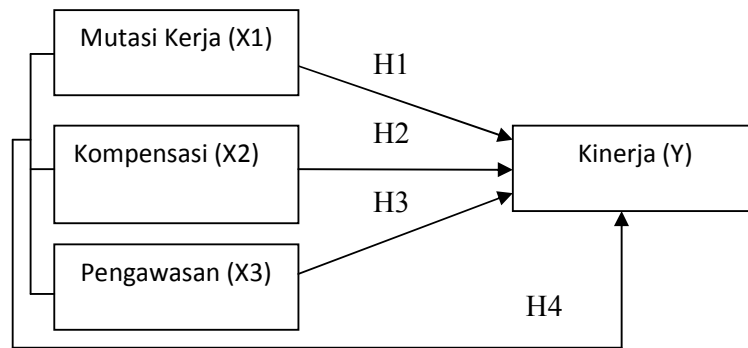 Mutasi Kerja (X1)
H1
Kompensasi (X2)
H2
Kinerja (Y)
H3
Pengawasan (X3)
H4